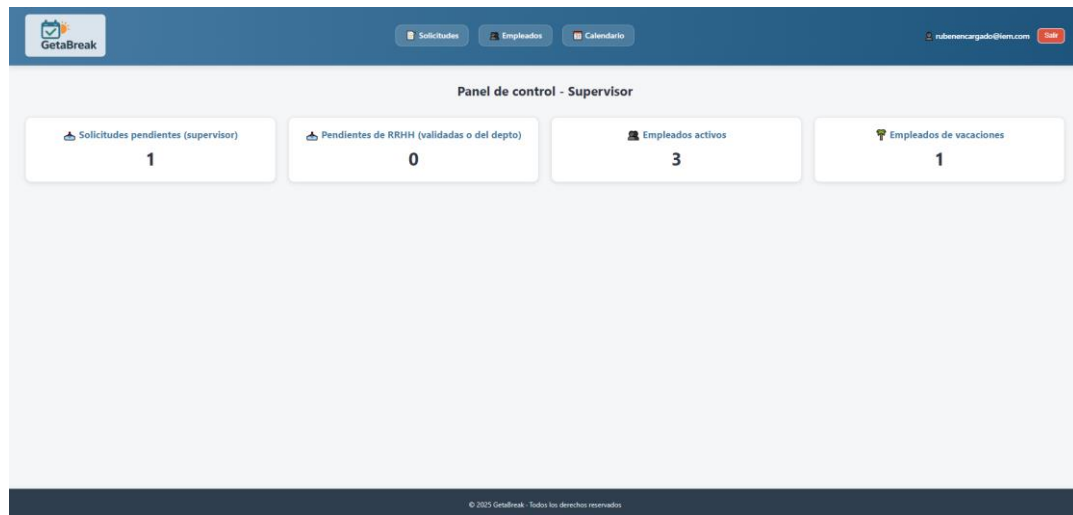 GetaBreak
Solicitudes
Empleados
Calendario
rubenencargado@iem.com
Salir
Panel de control - Supervisor
Solicitudes pendientes (supervisor)
1
Pendientes de RRHH (validadas o del depto)
0
Empleados activos
3
Empleados de vacaciones
1
© 2025 GetaBreak - Todos los derechos reservados